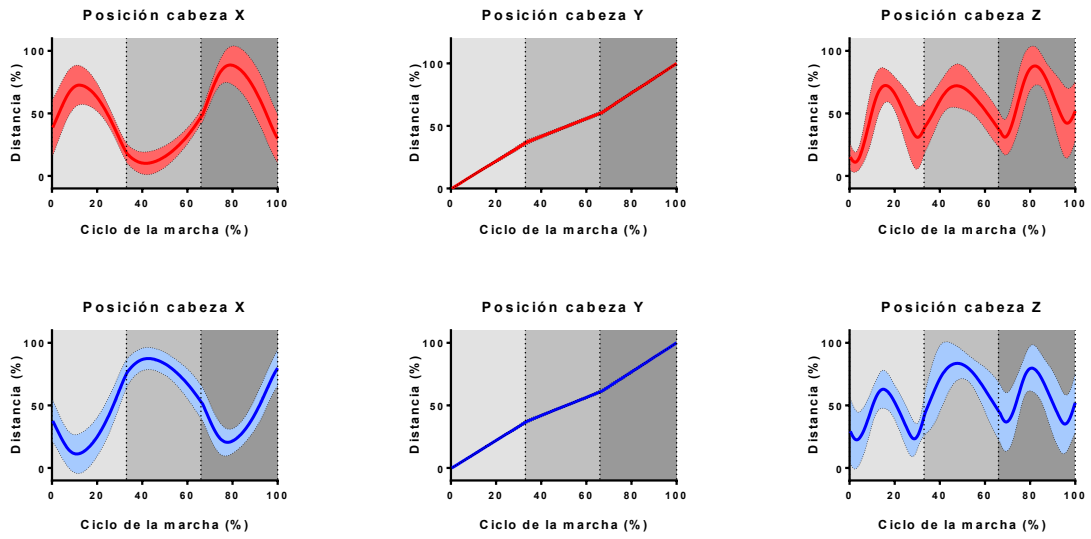 Posición cabeza X
Posición cabeza Y
Posición cabeza Z
Distancia (%)
100
50
0
0 20 40 60 80 100
Ciclo de la marcha (%)
Distancia (%)
100
50
0
0 20 40 60 80 100
Ciclo de la marcha (%)
Distancia (%)
100
50
0
0 20 40 60 80 100
Ciclo de la marcha (%)
Posición cabeza X
Posición cabeza Y
Posición cabeza Z
Distancia (%)
100
50
0
0 20 40 60 80 100
Ciclo de la marcha (%)
Distancia (%)
100
50
0
0 20 40 60 80 100
Ciclo de la marcha (%)
Distancia (%)
100
50
0
0 20 40 60 80 100
Ciclo de la marcha (%)